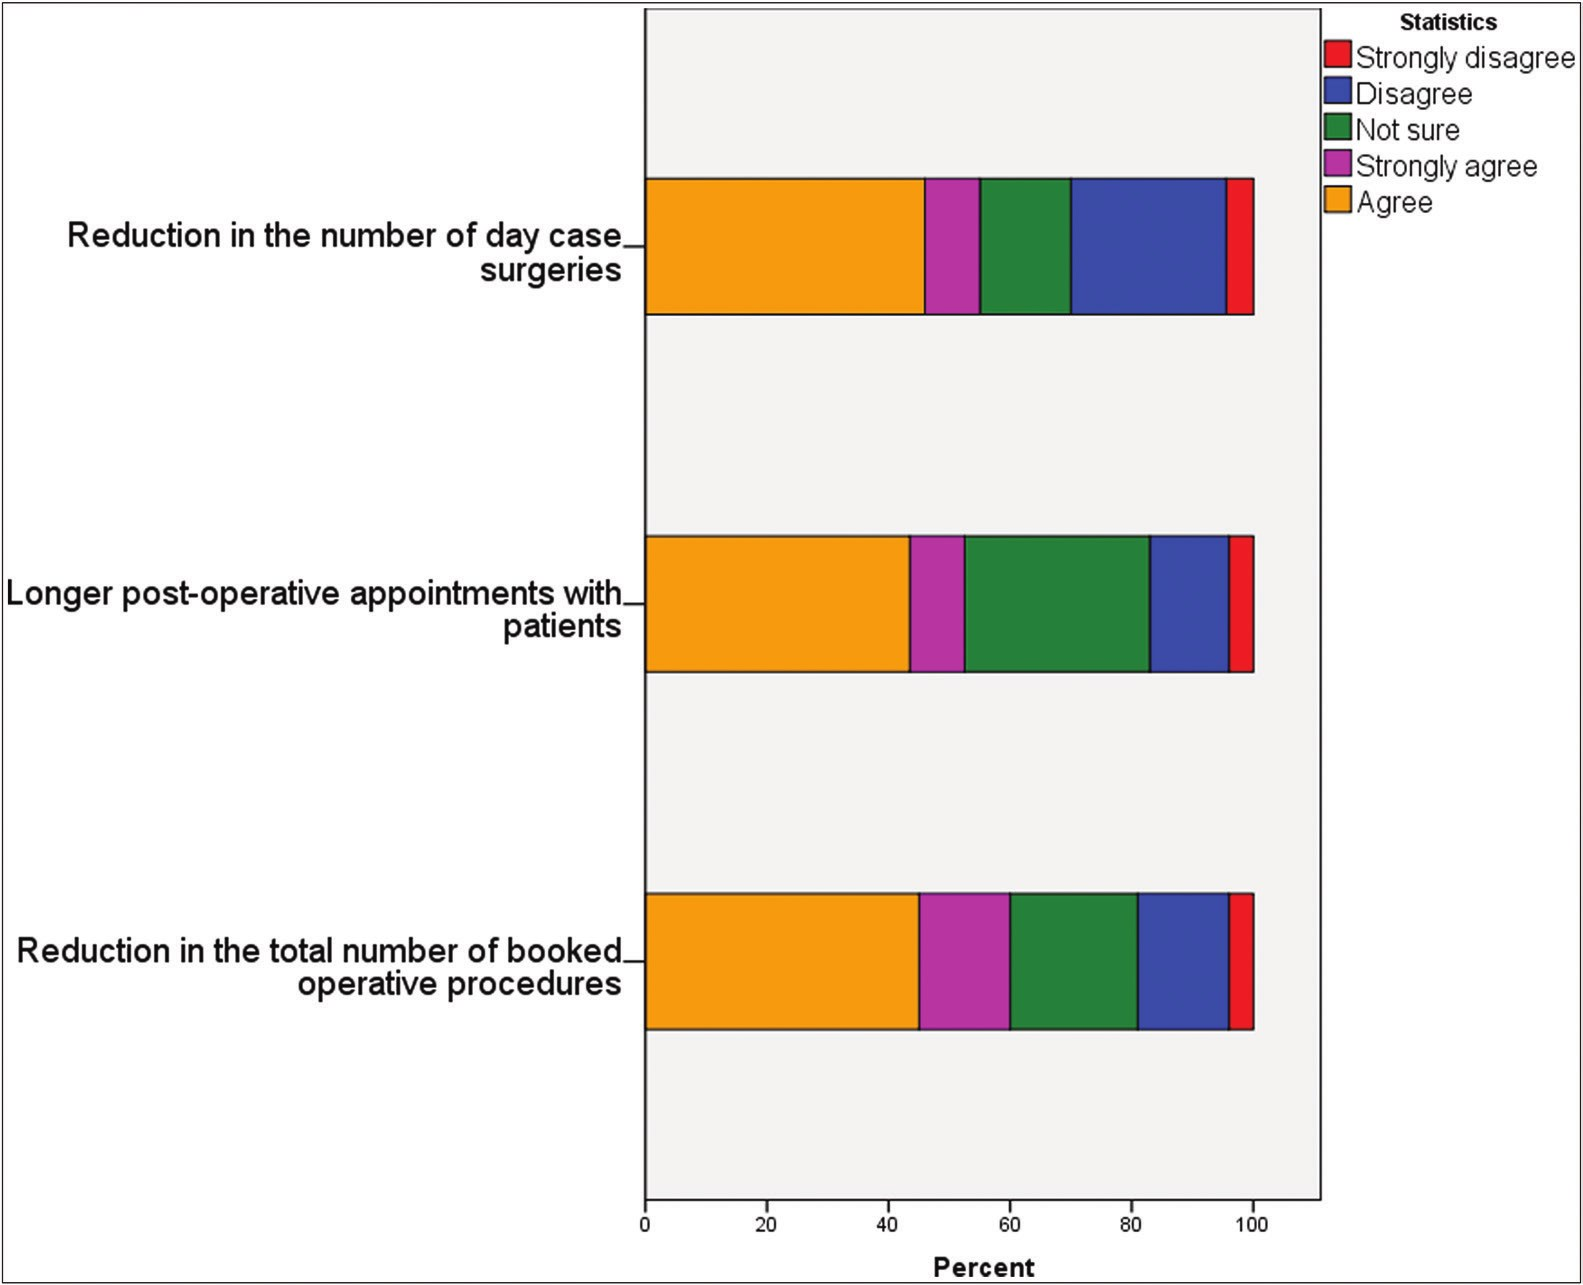 Statistics
Strongly disagree
Disagree
Not sure
Strongly agree
Agree
Reduction in the number of day case
surgeries
Longer post-operative appointments with
patients
Reduction in the total number of booked
operative procedures
0 20 40 60 80 100
Percent